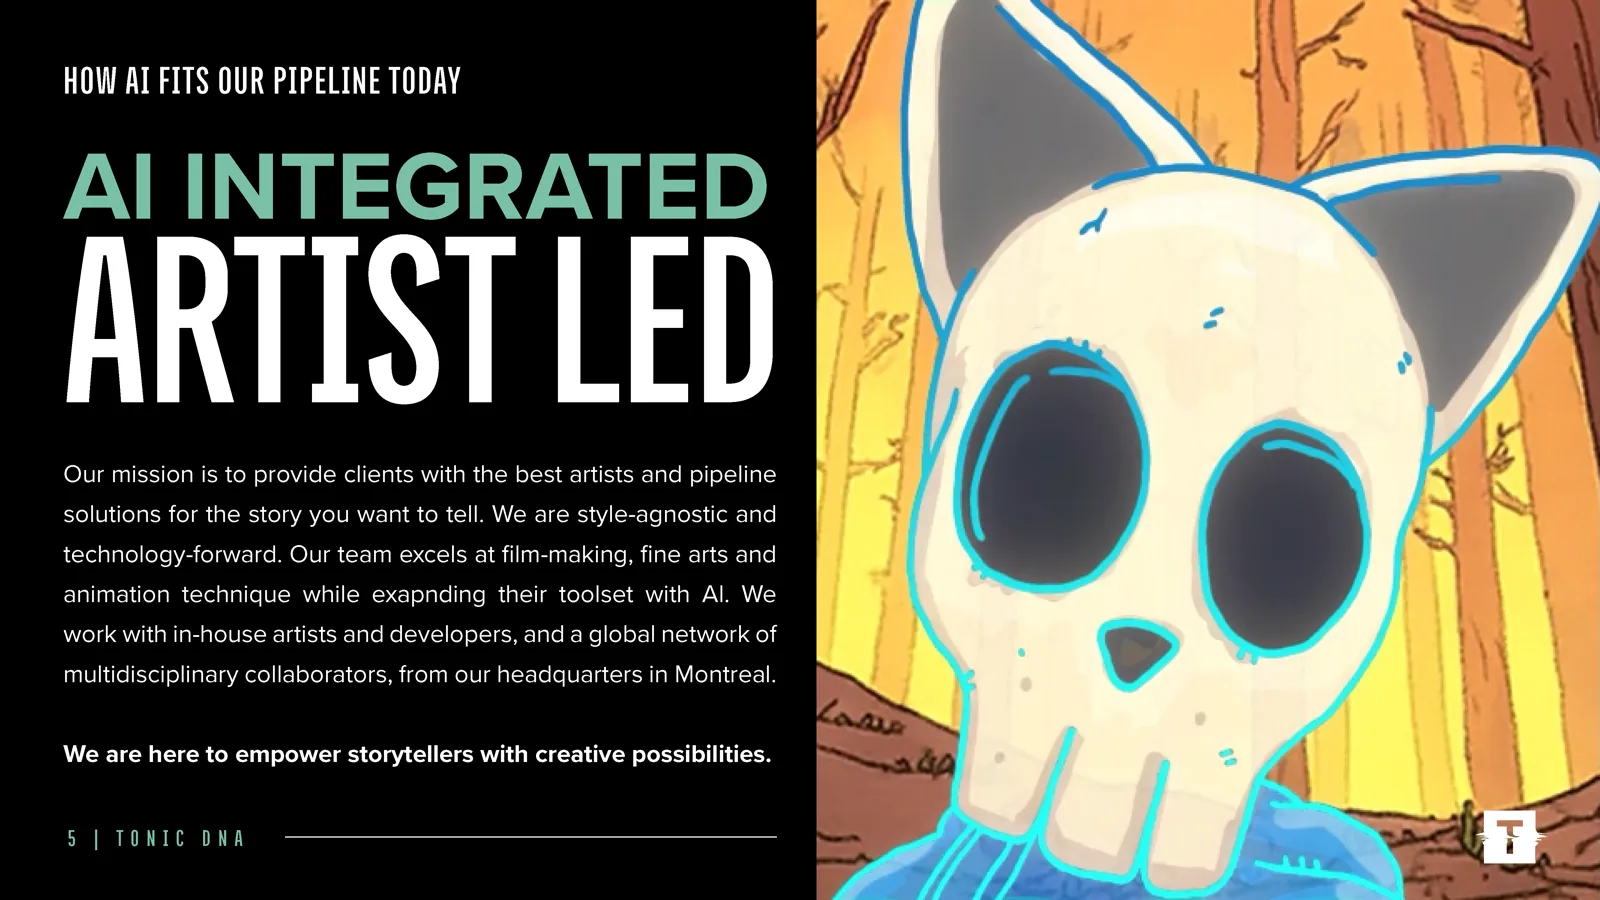 HOW AI FITS OUR PIPELINE TODAY
AI INTEGRATED
ARTIST LED
Our mission is to provide clients with the best artists and pipeline
solutions for the story you want to tell. We are style-agnostic and
technology-forward. Our team excels at film-making, fine arts and
animation technique while exapnding their toolset with AI. We
work with in-house artists and developers, and a global network of
multidisciplinary collaborators, from our headquarters in Montreal.
We are here to empower storytellers with creative possibilities.
5 | TONIC DNA
T